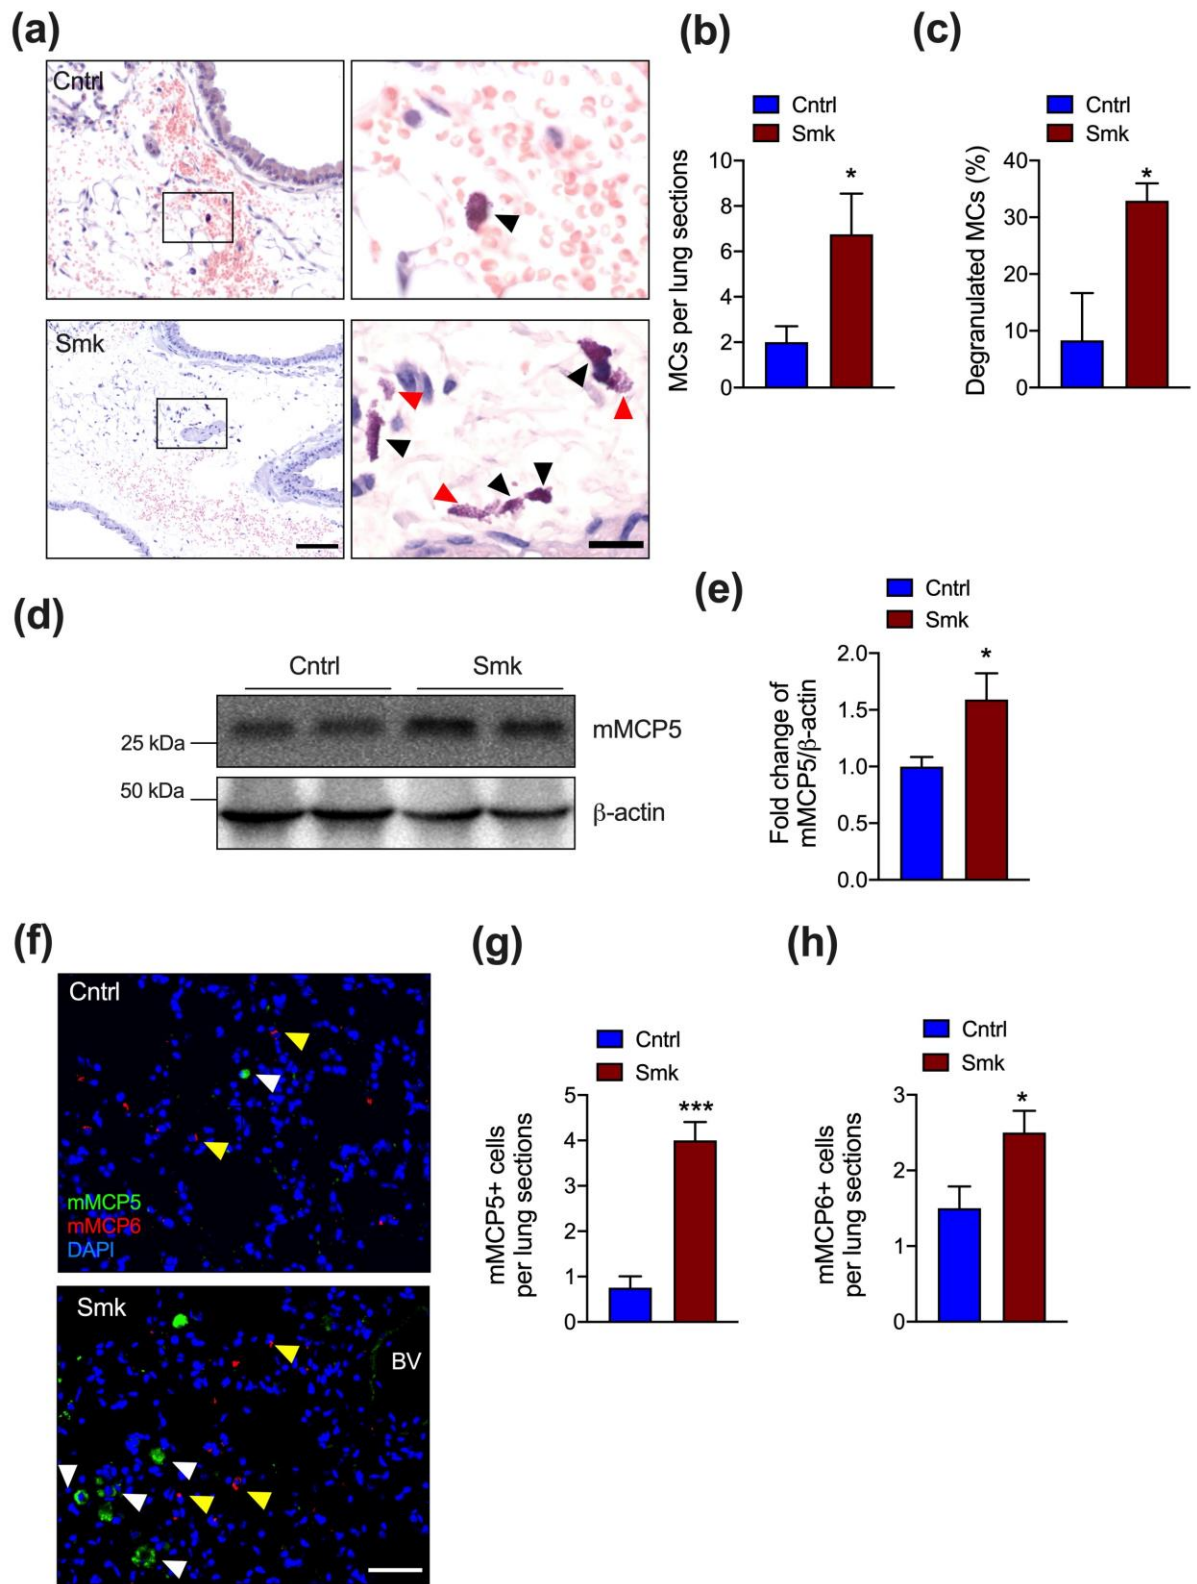 (a)
Cntrl
Smk
(b)
Cntrl
Smk
MCs per lung sections
10
8
6
4
2
0
*
(c)
Cntrl
Smk
Degranulated MCs (%)
40
30
20
10
0
*
(d)
Cntrl Smk
25 kDa
mMCP5
50 kDa
β-actin
(e)
Cntrl
Smk
Fold change of
mMCP5/β-actin
2.0
1.5
1.0
0.5
0.0
*
(f)
Cntrl
mMCP5
mMCP6
DAPI
Smk
BV
(g)
Cntrl
Smk
mMCP5+ cells
per lung sections
5
4
3
2
1
0
***
(h)
Cntrl
Smk
mMCP6+ cells
per lung sections
3
2
1
0
*